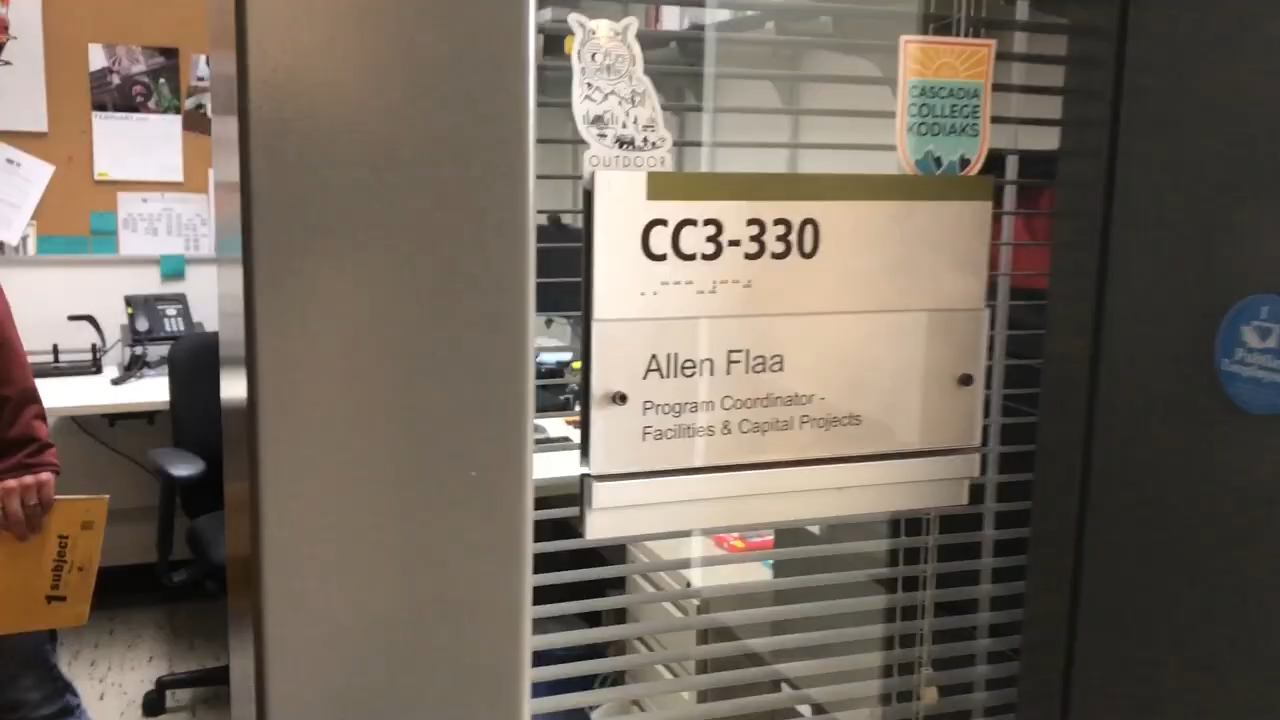 OUTDOOR
CASCADIA
COLLEGE
KODIAKS
CC3-330
Allen Flaa
Program Coordinator -
Facilities & Capital Projects
1 subject